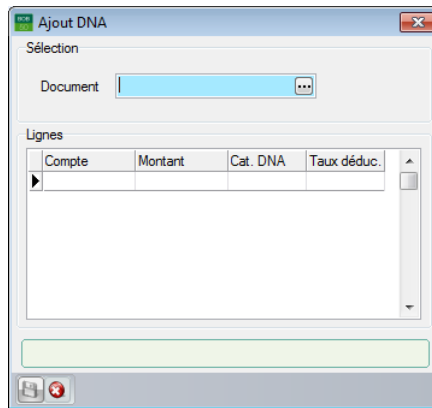 Ajout DNA
Sélection
Document
Lignes
Compte Montant Cat. DNA Taux déduc.